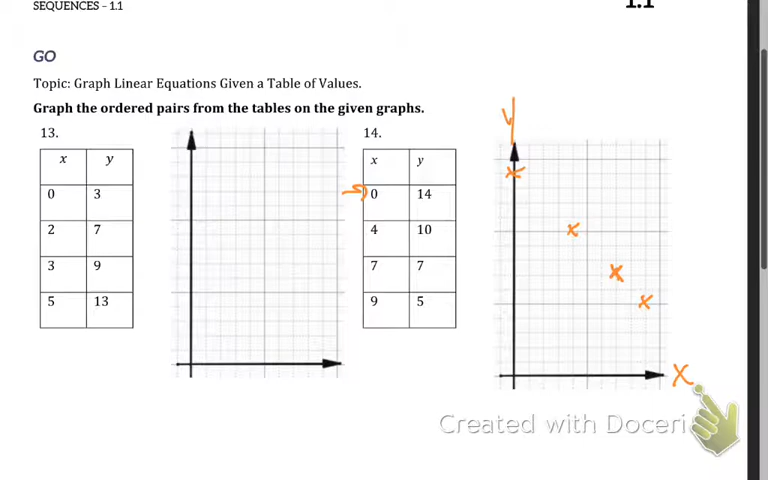 SEQUENCES – 1.1
1.1
GO
Topic: Graph Linear Equations Given a Table of Values.
Graph the ordered pairs from the tables on the given graphs.
13.
x y
0 3
2 7
3 9
5 13
14.
x y
0 14
4 10
7 7
9 5
y
x
Created with Doceri